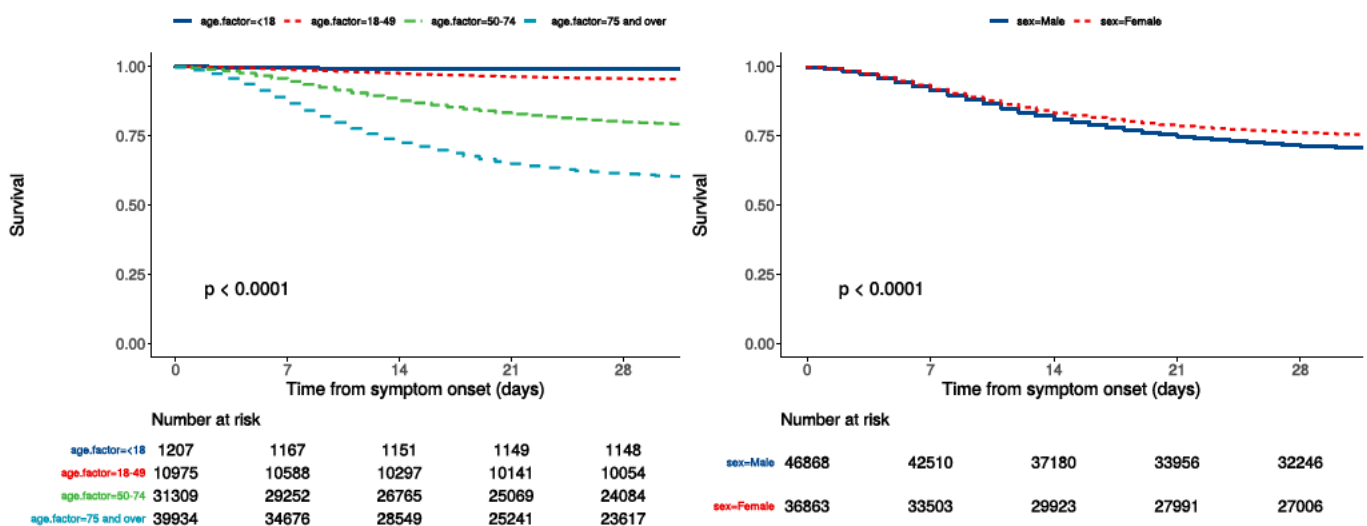 age.factor=<18 age.factor=18-49 age.factor=50-74 age.factor=75 and over
1.00
0.75
0.50
0.25
0.00
Survival
p < 0.0001
0 7 14 21 28
Time from symptom onset (days)
Number at risk
age.factor=<18 1207 1167 1151 1149 1148
age.factor=18-49 10975 10588 10297 10141 10054
age.factor=50-74 31309 29252 26765 25069 24084
age.factor=75 and over 39934 34676 28549 25241 23617
sex=Male sex=Female
1.00
0.75
0.50
0.25
0.00
Survival
p < 0.0001
0 7 14 21 28
Time from symptom onset (days)
Number at risk
sex=Male 46868 42510 37180 33956 32246
sex=Female 36863 33503 29923 27991 27006